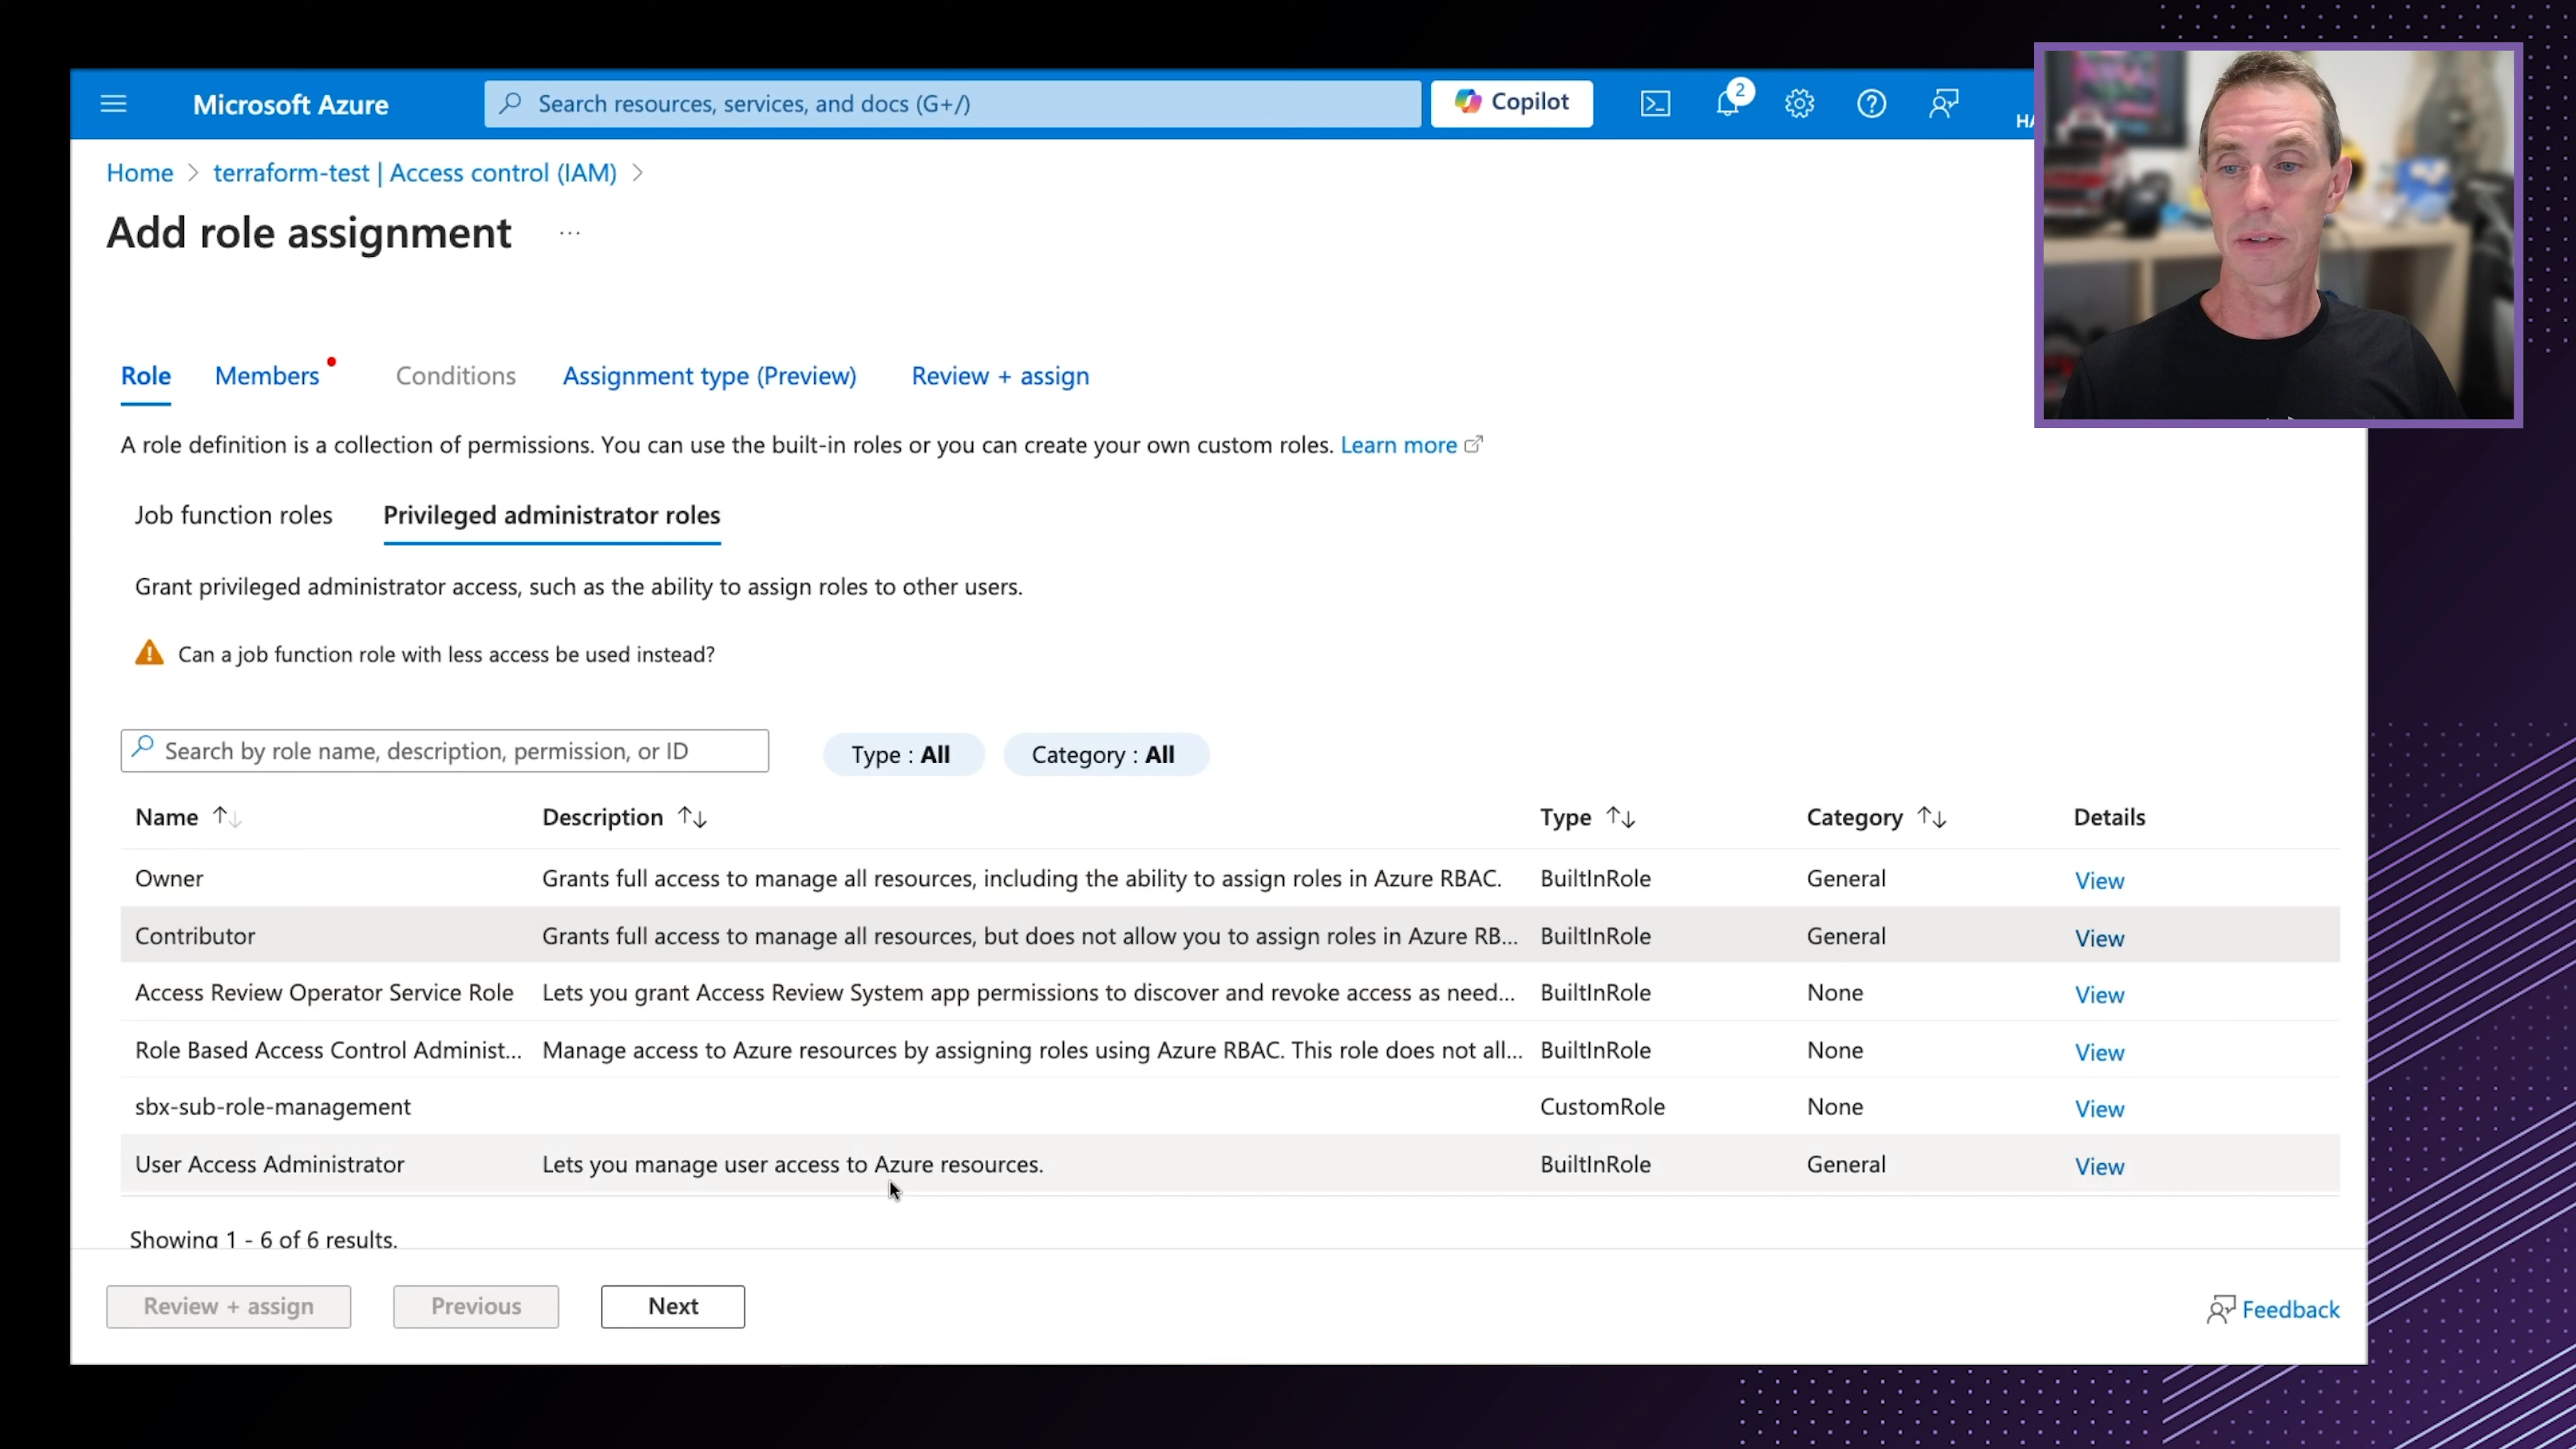 Microsoft Azure
Search resources, services, and docs (G+/)
Copilot
2
HA
Home > terraform-test | Access control (IAM) >
Add role assignment ...
Role Members Conditions Assignment type (Preview) Review + assign
A role definition is a collection of permissions. You can use the built-in roles or you can create your own custom roles. Learn more
Job function roles Privileged administrator roles
Grant privileged administrator access, such as the ability to assign roles to other users.
Can a job function role with less access be used instead?
Search by role name, description, permission, or ID Type : All Category : All
Name Description Type Category Details
Owner Grants full access to manage all resources, including the ability to assign roles in Azure RBAC. BuiltInRole General View
Contributor Grants full access to manage all resources, but does not allow you to assign roles in Azure RB... BuiltInRole General View
Access Review Operator Service Role Lets you grant Access Review System app permissions to discover and revoke access as need... BuiltInRole None View
Role Based Access Control Administ... Manage access to Azure resources by assigning roles using Azure RBAC. This role does not all... BuiltInRole None View
sbx-sub-role-management CustomRole None View
User Access Administrator Lets you manage user access to Azure resources. BuiltInRole General View
Showing 1 - 6 of 6 results.
Review + assign Previous Next Feedback